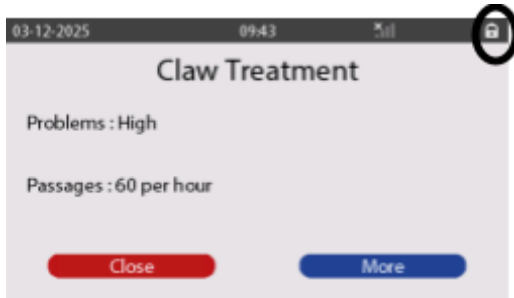 03-12-2025 09:43
Claw Treatment
Problems : High
Passages : 60 per hour
Close More